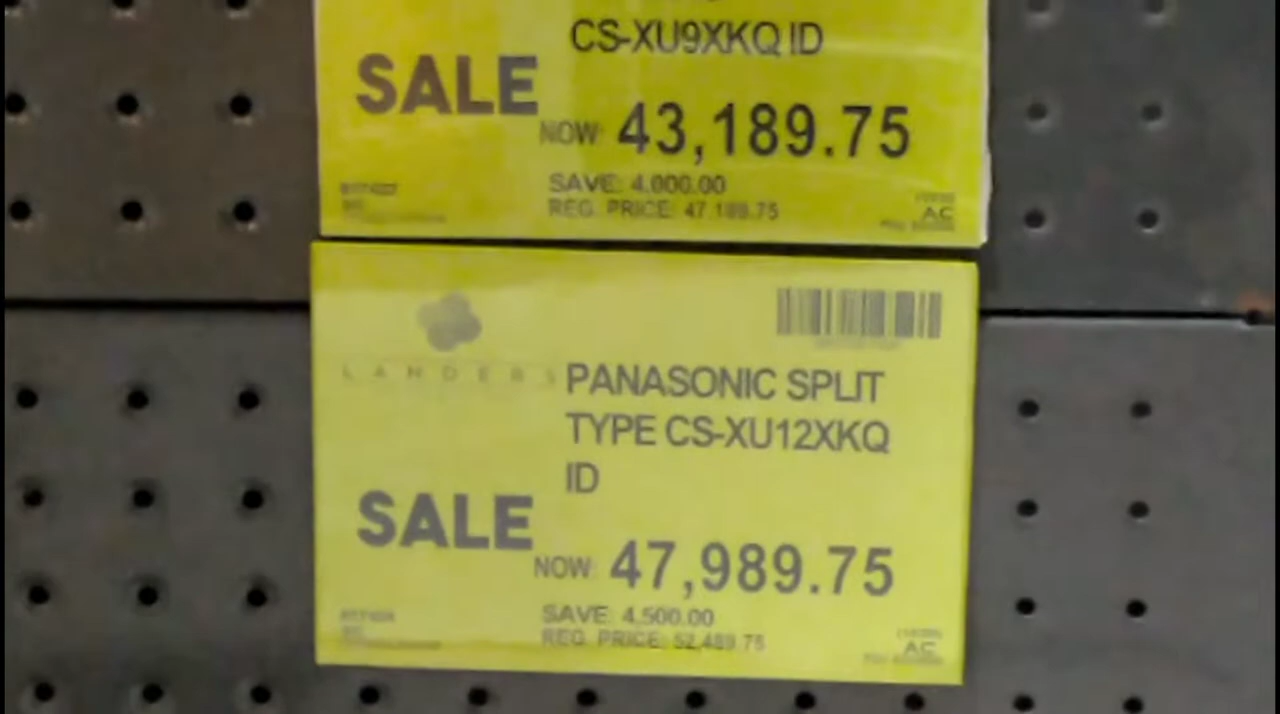 CS-XU9XKQ ID
SALE
NOW: 43,189.75
SAVE: 4,000.00
REG. PRICE: 47,189.75
AC
LANDERS
PANASONIC SPLIT
TYPE CS-XU12XKQ
ID
SALE
NOW: 47,989.75
SAVE: 4,500.00
REG. PRICE: 52,489.75
AC